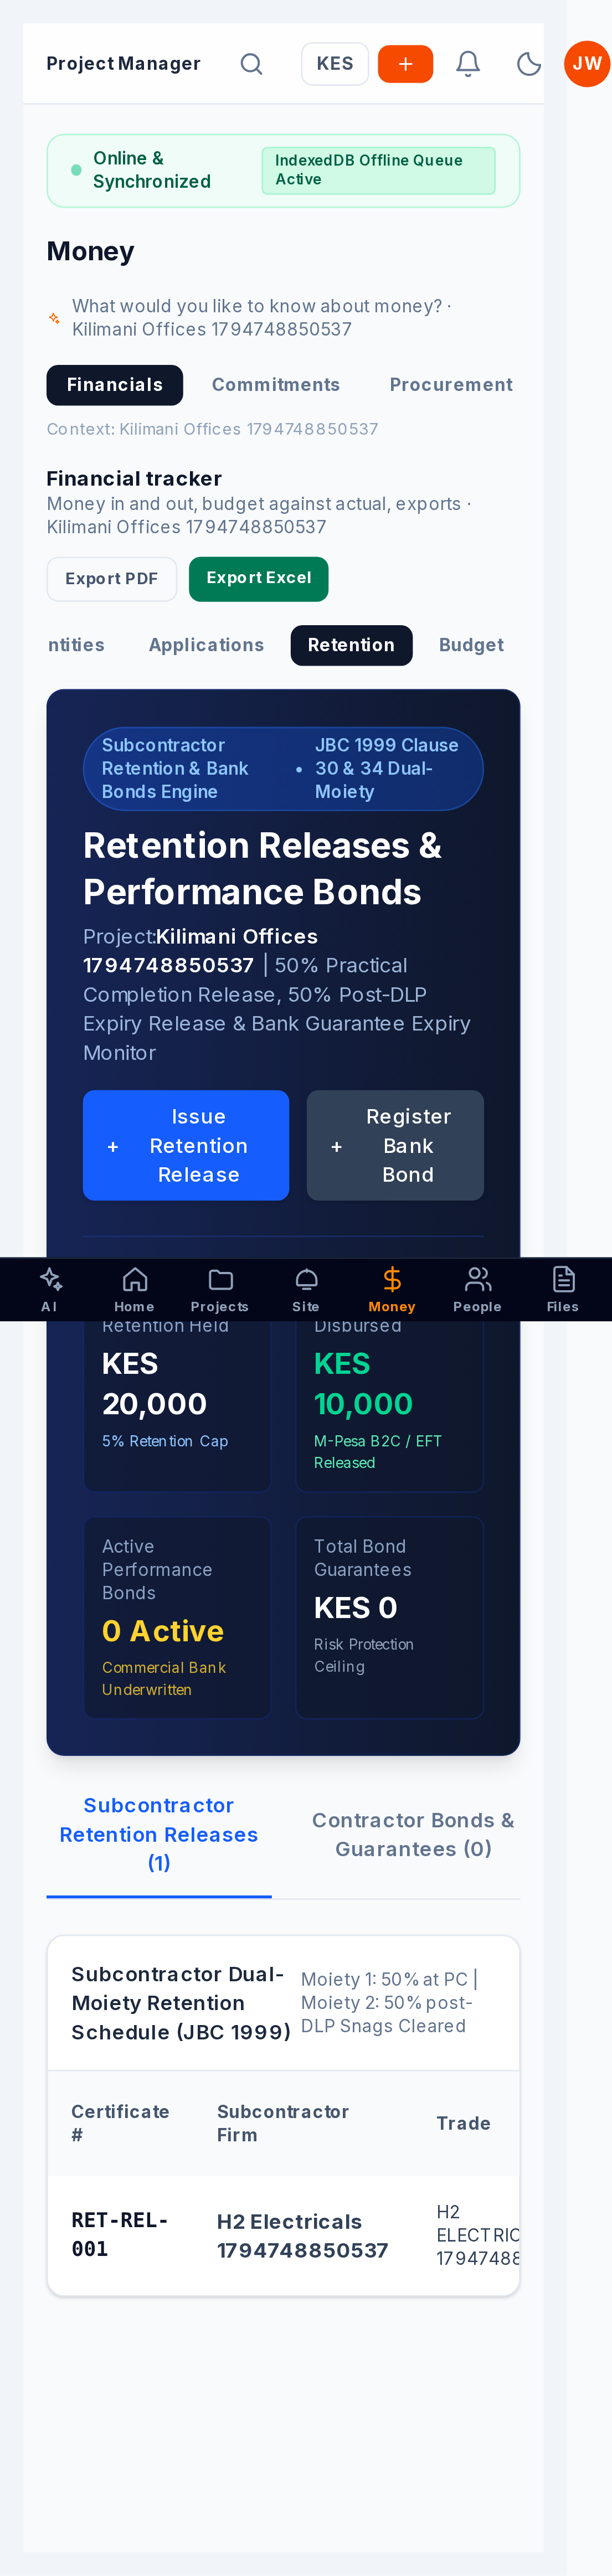 Project Manager
KES
+
JW
Online &
Synchronized
IndexedDB Offline Queue
Active
Money
What would you like to know about money? ·
Kilimani Offices 1794748850537
Financials
Commitments
Procurement
Context: Kilimani Offices 1794748850537
Financial tracker
Money in and out, budget against actual, exports ·
Kilimani Offices 1794748850537
Export PDF
Export Excel
ntities
Applications
Retention
Budget
Subcontractor
Retention & Bank
Bonds Engine
•
JBC 1999 Clause
30 & 34 Dual-
Moiety
Retention Releases &
Performance Bonds
Project:Kilimani Offices
1794748850537 | 50% Practical
Completion Release, 50% Post-DLP
Expiry Release & Bank Guarantee Expiry
Monitor
+ Issue
Retention
Release
+ Register
Bank
Bond
AI
Home
Projects
Site
Money
People
Files
Retention Held
KES
20,000
5% Retention Cap
Disbursed
KES
10,000
M-Pesa B2C / EFT
Released
Active
Performance
Bonds
0 Active
Commercial Bank
Underwritten
Total Bond
Guarantees
KES 0
Risk Protection
Ceiling
Subcontractor
Retention Releases
(1)
Contractor Bonds &
Guarantees (0)
Subcontractor Dual-
Moiety Retention
Schedule (JBC 1999)
Moiety 1: 50% at PC |
Moiety 2: 50% post-
DLP Snags Cleared
Certificate
#
Subcontractor
Firm
Trade
RET-REL-
001
H2 Electricals
1794748850537
H2
ELECTRIC
17947488